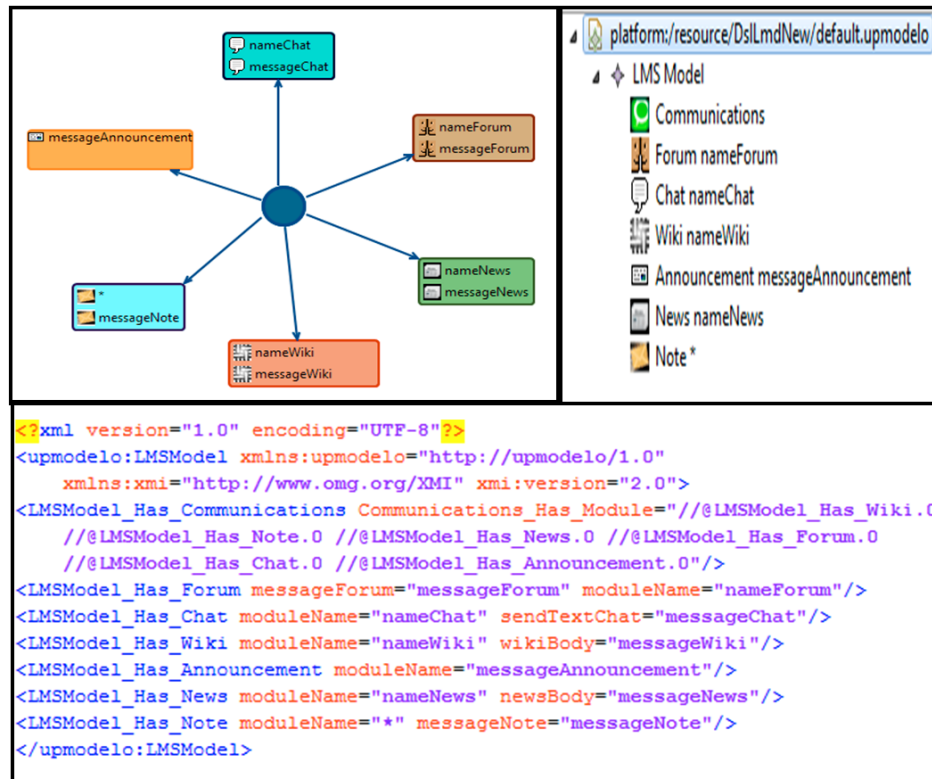 nameChat
messageChat
messageAnnouncement
nameForum
messageForum
nameNews
messageNews
*
messageNote
nameWiki
messageWiki
platform:/resource/DslLmdNew/default.upmodelo
LMS Model
Communications
Forum nameForum
Chat nameChat
Wiki nameWiki
Announcement messageAnnouncement
News nameNews
Note *
<?xml version="1.0" encoding="UTF-8"?>
<upmodelo:LMSModel xmlns:upmodelo="http://upmodelo/1.0"
xmlns:xmi="http://www.omg.org/XMI" xmi:version="2.0">
<LMSModel_Has_Communications Communications_Has_Module="//@LMSModel_Has_Wiki.0
//@LMSModel_Has_Note.0 //@LMSModel_Has_News.0 //@LMSModel_Has_Forum.0
//@LMSModel_Has_Chat.0 //@LMSModel_Has_Announcement.0"/>
<LMSModel_Has_Forum messageForum="messageForum" moduleName="nameForum"/>
<LMSModel_Has_Chat moduleName="nameChat" sendTextChat="messageChat"/>
<LMSModel_Has_Wiki moduleName="nameWiki" wikiBody="messageWiki"/>
<LMSModel_Has_Announcement moduleName="messageAnnouncement"/>
<LMSModel_Has_News moduleName="nameNews" newsBody="messageNews"/>
<LMSModel_Has_Note moduleName="*" messageNote="messageNote"/>
</upmodelo:LMSModel>